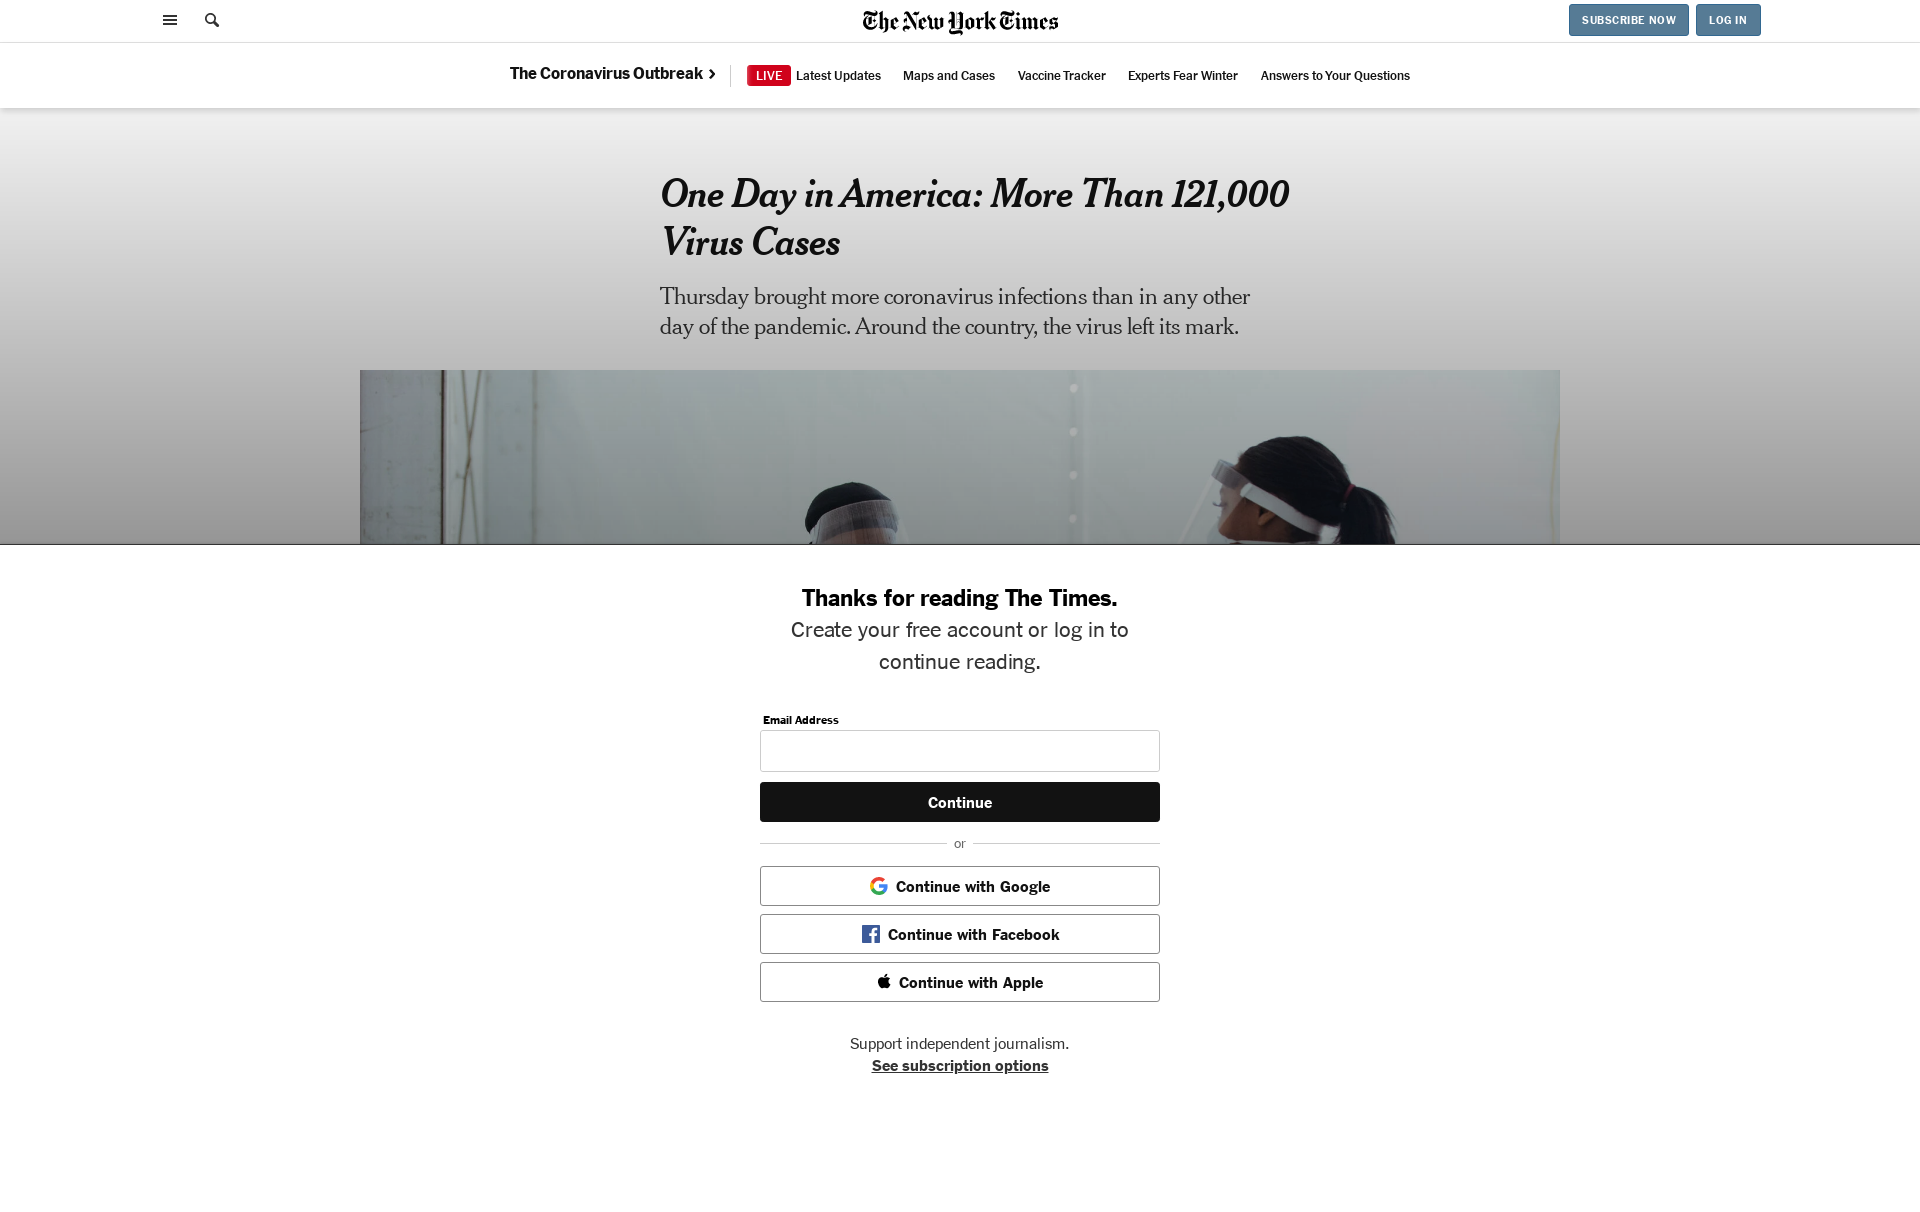 The New York Times
SUBSCRIBE NOW
LOG IN
The Coronavirus Outbreak ›
LIVE Latest Updates
Maps and Cases
Vaccine Tracker
Experts Fear Winter
Answers to Your Questions
One Day in America: More Than 121,000
Virus Cases
Thursday brought more coronavirus infections than in any other
day of the pandemic. Around the country, the virus left its mark.
Thanks for reading The Times.
Create your free account or log in to
continue reading.
Email Address
Continue
or
Continue with Google
Continue with Facebook
Continue with Apple
Support independent journalism.
See subscription options